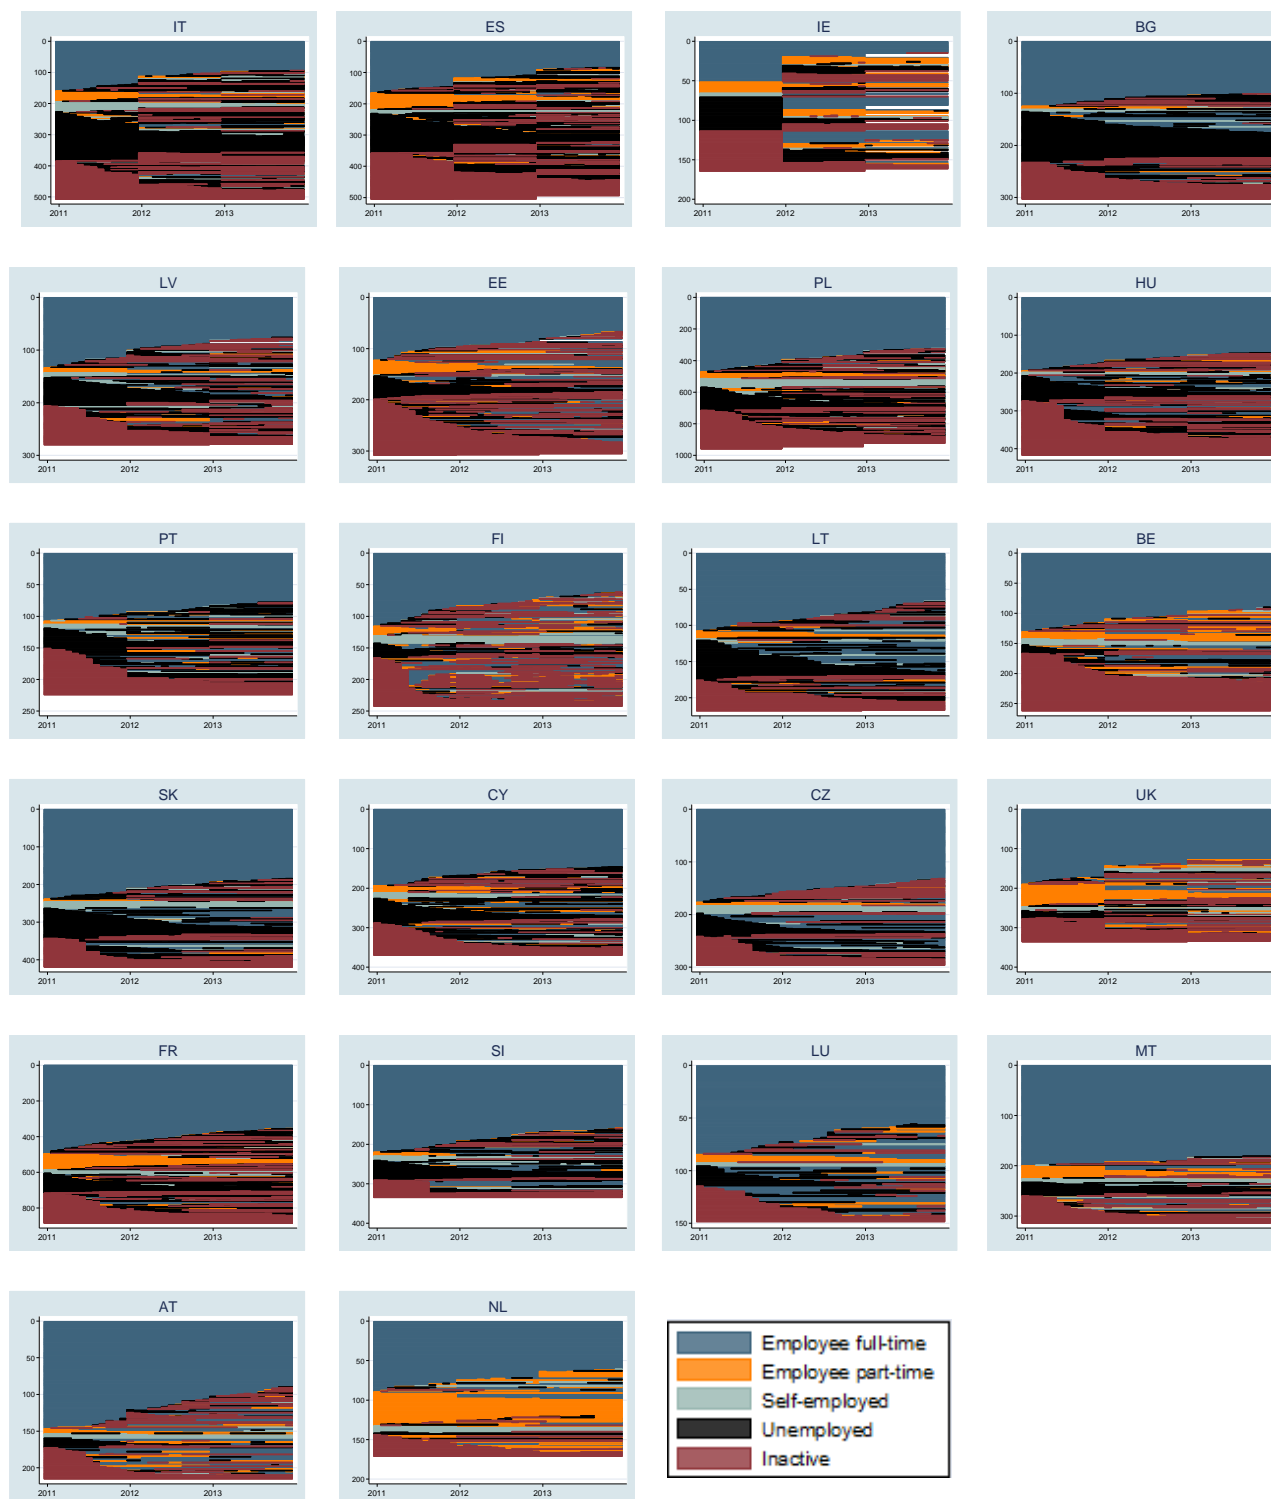 IT ES IE BG
0 0 0 0
100 100 50 100
200 200 100 200
300 300 150 300
400 400 200
500 500
2011 2012 2013 2011 2012 2013 2011 2012 2013 2011 2012 2013
LV EE PL HU
0 0 0 0
100 100 200 100
200 200 400 200
300 300 600 300
800 400
1000
2011 2012 2013 2011 2012 2013 2011 2012 2013 2011 2012 2013
PT FI LT BE
0 0 0 0
50 50 50 50
100 100 100 100
150 150 150 150
200 200 200 200
250 250 250
2011 2012 2013 2011 2012 2013 2011 2012 2013 2011 2012 2013
SK CY CZ UK
0 0 0 0
100 100 100 100
200 200 200 200
300 300 300 300
400 400 400
2011 2012 2013 2011 2012 2013 2011 2012 2013 2011 2012 2013
FR SI LU MT
0 0 0 0
200 100 50 100
400 200 100 200
600 300 150 300
800 400
2011 2012 2013 2011 2012 2013 2011 2012 2013 2011 2012 2013
AT NL
0 0
50 50
100 100
150 150
200 200
2011 2012 2013 2011 2012 2013
Employee full-time
Employee part-time
Self-employed
Unemployed
Inactive